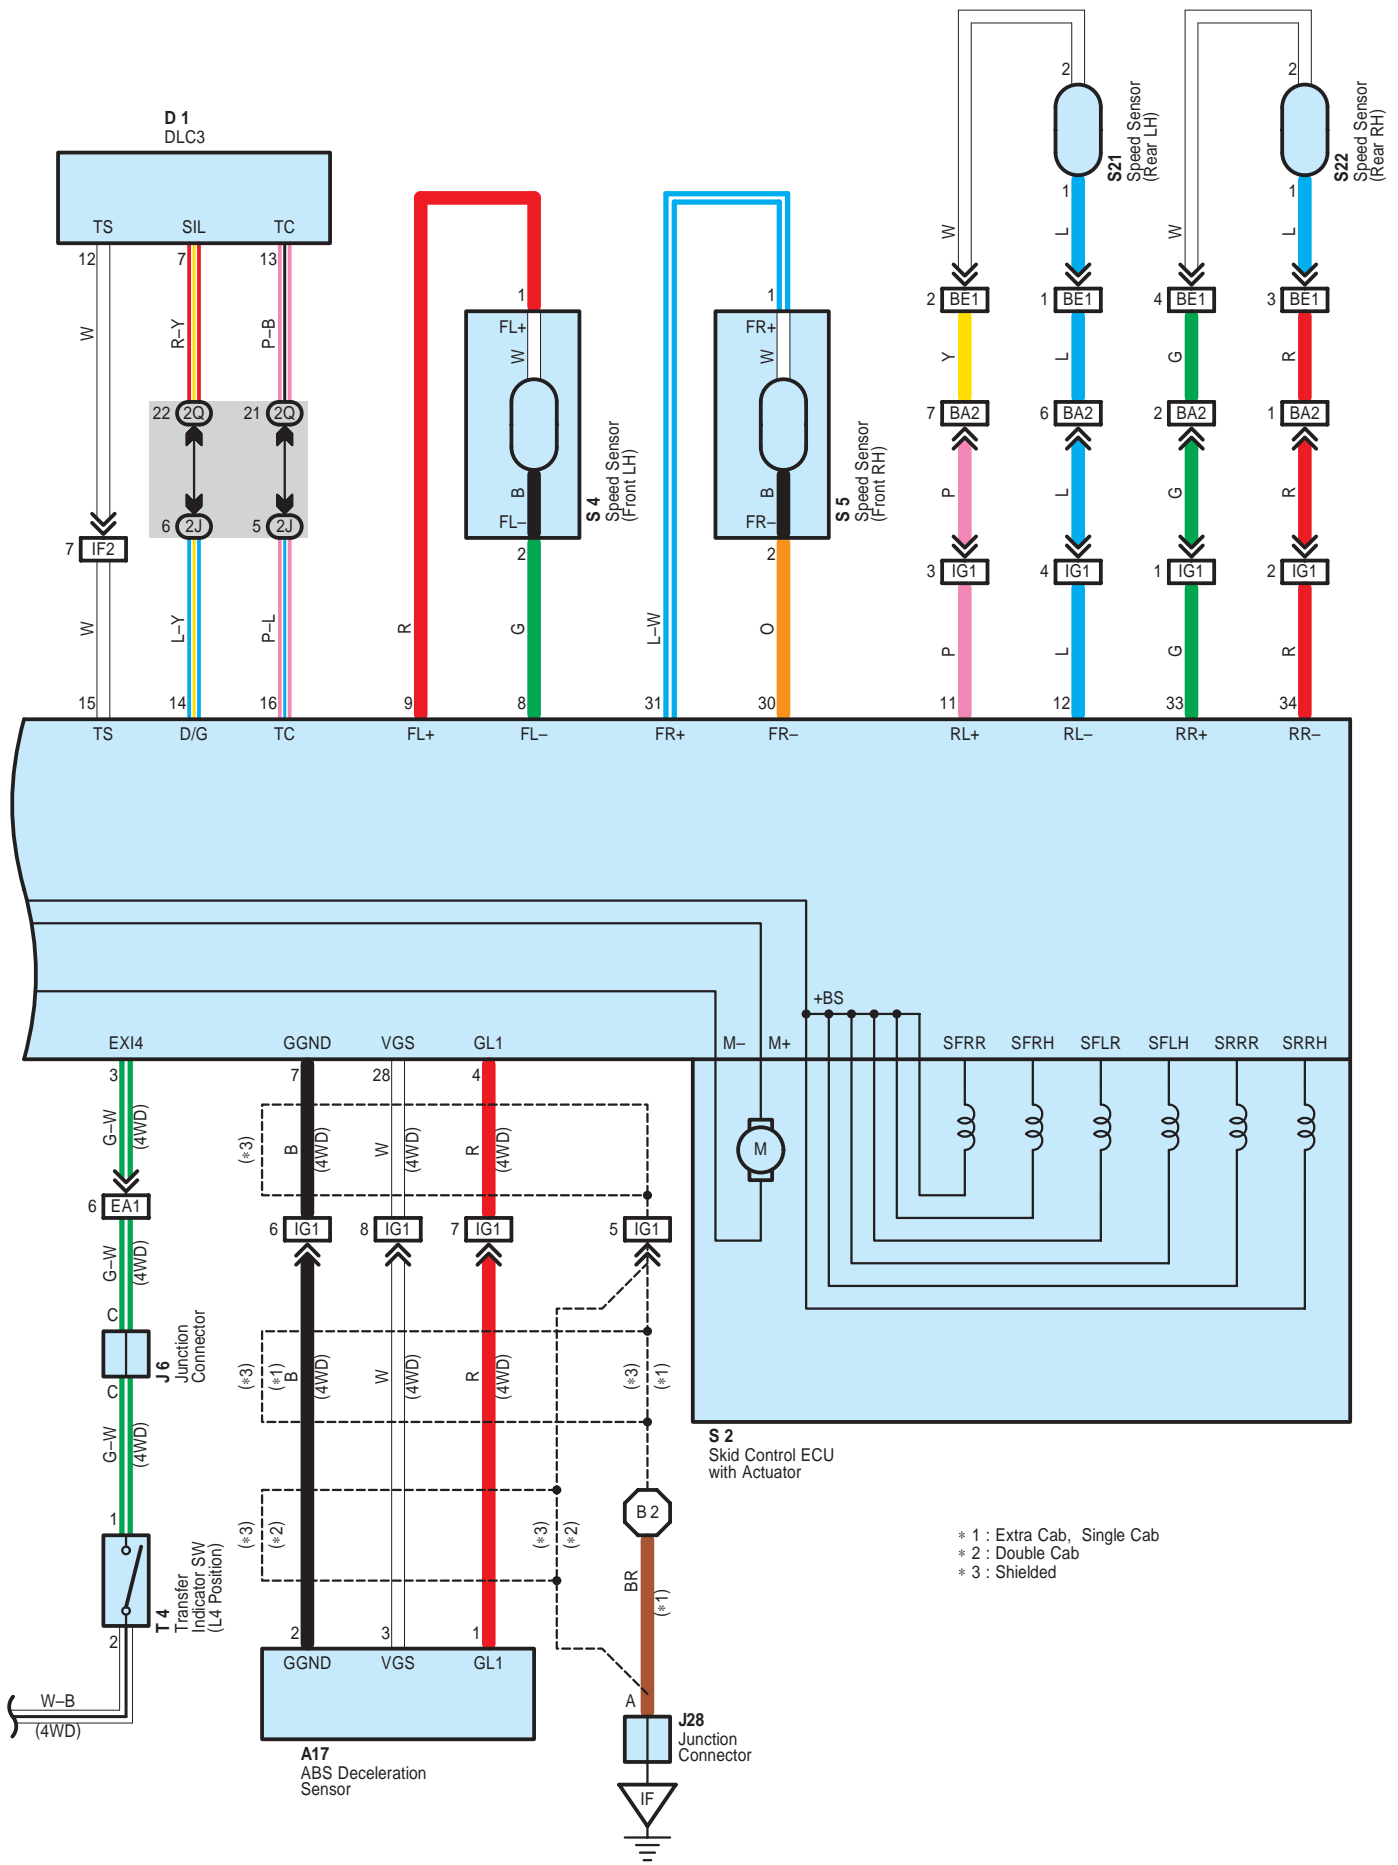 D 1
DLC3
TS SIL TC
12 7 13
W R–Y P–B
22 2Q 21 2Q
6 2J 5 2J
7 IF2
W L–Y P–L
15 14 16
TS D/G TC
1
FL+
W
B
FL–
2
S 4
Speed Sensor
(Front LH)
R G
9 8
FL+ FL–
1
FR+
W
B
FR–
2
S 5
Speed Sensor
(Front RH)
L–W O
31 30
FR+ FR–
2
S21
Speed Sensor
(Rear LH)
1
2
S22
Speed Sensor
(Rear RH)
1
W L W L
2 BE1 1 BE1 4 BE1 3 BE1
Y L G R
7 BA2 6 BA2 2 BA2 1 BA2
P L G R
3 IG1 4 IG1 1 IG1 2 IG1
P L G R
11 12 33 34
RL+ RL– RR+ RR–
+BS
EXI4 GGND VGS GL1 M– M+ SFRR SFRH SFLR SFLH SRRR SRRH
3 7 28 4
G–W (4WD)
(*3) B (4WD) W (4WD) R (4WD)
M
6 EA1
6 IG1 8 IG1 7 IG1 5 IG1
G–W (4WD)
C
J 6
Junction
Connector
C
(*3) (*1) B (4WD) W (4WD) R (4WD) (*3) (*1)
G–W (4WD)
S 2
Skid Control ECU
with Actuator
1
T 4
Transfer
Indicator SW
(L4 Position)
2
(*3) (*2) (*3) (*2)
B 2
BR (*1)
* 1 : Extra Cab, Single Cab
* 2 : Double Cab
* 3 : Shielded
2 3 1
GGND VGS GL1
W–B
(4WD)
A17
ABS Deceleration
Sensor
A
J28
Junction
Connector
IF